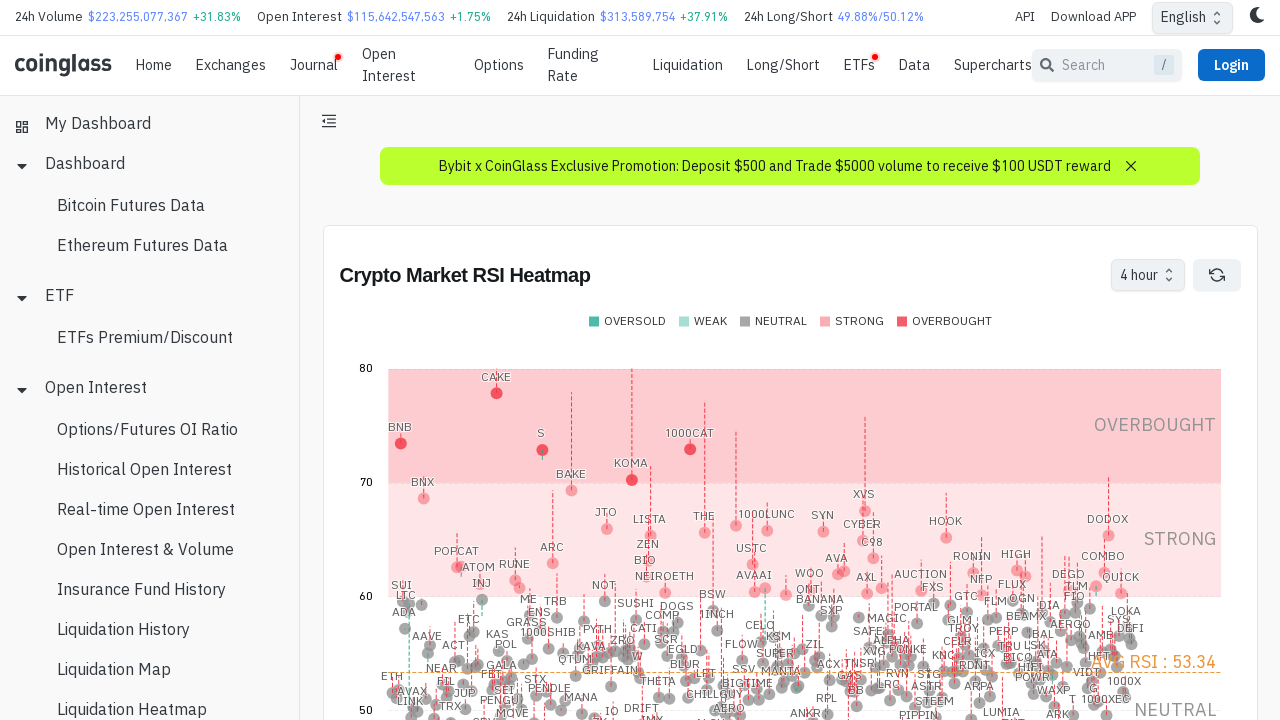 24h Volume $223,255,077,367 +31.83% Open Interest $115,642,547,563 +1.75% 24h Liquidation $313,589,754 +37.91% 24h Long/Short 49.88%/50.12% API Download APP English
coinglass Home Exchanges Journal Open Interest Options Funding Rate Liquidation Long/Short ETFs Data Supercharts Search / Login
My Dashboard
Dashboard
Bitcoin Futures Data
Ethereum Futures Data
ETF
ETFs Premium/Discount
Open Interest
Options/Futures OI Ratio
Historical Open Interest
Real-time Open Interest
Open Interest & Volume
Insurance Fund History
Liquidation History
Liquidation Map
Liquidation Heatmap
Bybit x CoinGlass Exclusive Promotion: Deposit $500 and Trade $5000 volume to receive $100 USDT reward
Crypto Market RSI Heatmap
4 hour
OVERSOLD WEAK NEUTRAL STRONG OVERBOUGHT
80
CAKE
BNB S 1000CAT OVERBOUGHT
KOMA
BAKE
70 BNX
XVS
JTO LISTA THE 1000LUNC SYN CYBER HOOK DODOX
STRONG
ZEN C98
POPCAT ARC USTC
ATOM RUNE BIO AVA RONIN HIGH COMBO
INJ NEIROETH AVAAI WOO AXL AUCTION NFP FLUX DEGD QUICK
SUI NOT ONT FXS TLM
60 LTC ME TRB SUSHI DOGS BSW BANANA GTC FLM OGN FIO
ADA ENS COMP 1INCH SXP PORTAL DIA LOKA
ETC GRASS MAGIC GLM BEAMX SYS
AAVE KAS 1000SHIB PYTH CATI CELO SAFE TROY PERP AERGO DEFI
ACT POL KAVA ZRO SCR FLOW KSM ZIL ALPHA CELR TRU BAL AMB
QTUM EGLD SUPER XVG PONKE KNC LSK ATA
NEAR GALA GRIFFAIN BLUR ACX HIFI AVG RSI : 53.34
ETH STX THETA SSV MANTA GAS RVN STG POWR VIDT
AVAX JUP SEI PENDLE BIGTIME LRC ASTR ARPA WAXP 1000X
LINK TRX PENGU MANA CHILLGUY RPL BB STEEM T 1000XEC
50 MOVE IO DRIFT AERO ANKR PIPPIN LUMIA ARK NEUTRAL